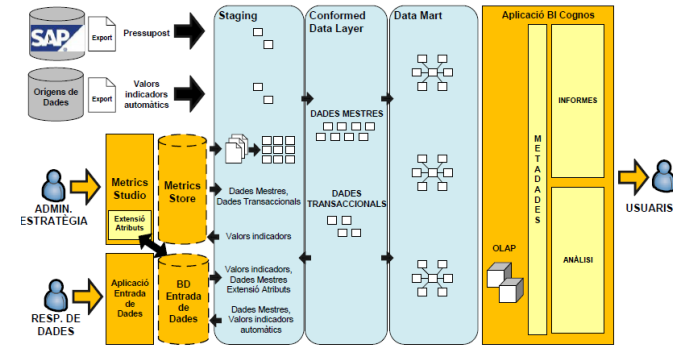 Staging
Conformed
Data Layer
Data Mart
Aplicació BI Cognos
SAP
Export
Pressupost
Orígens de
Dades
Export
Valors
indicadors
automàtics
DADES MESTRES
METADADES
INFORMES
Metrics
Studio
Metrics
Store
Extensió
Atributs
ADMIN.
ESTRATÈGIA
Dades Mestres,
Dades Transaccionals
DADES
TRANSACCIONALS
USUARIS
Valors indicadors
OLAP
ANÀLISI
Aplicació
Entrada
de
Dades
BD
Entrada
de
Dades
Valors indicadors,
Dades Mestres
Extensió Atributs
Dades Mestres,
Valors indicadors
automàtics
RESP. DE
DADES